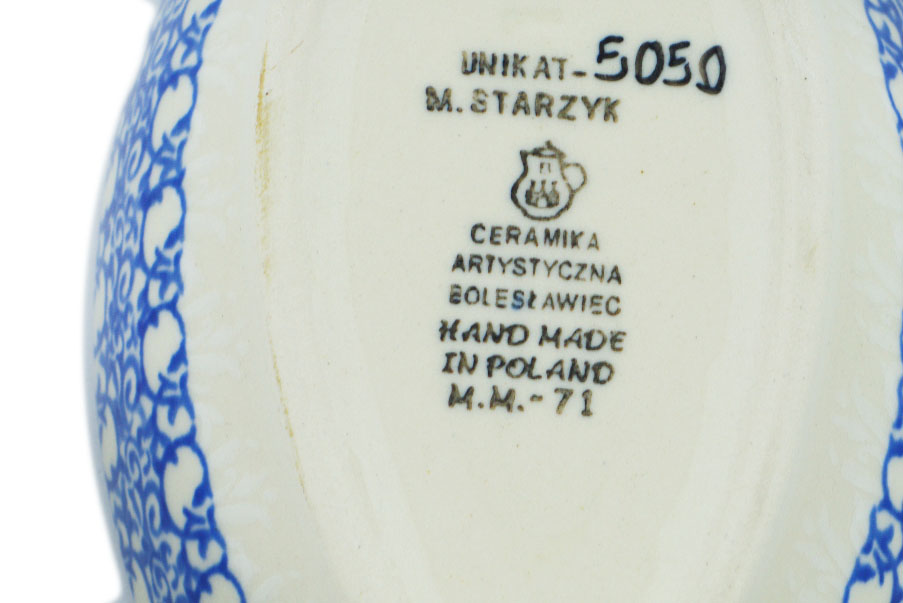 UNIKAT-5050
M. STARZYK
CERAMIKA
ARTYSTYCZNA
BOLESŁAWIEC
HAND MADE
IN POLAND
M.M.-71